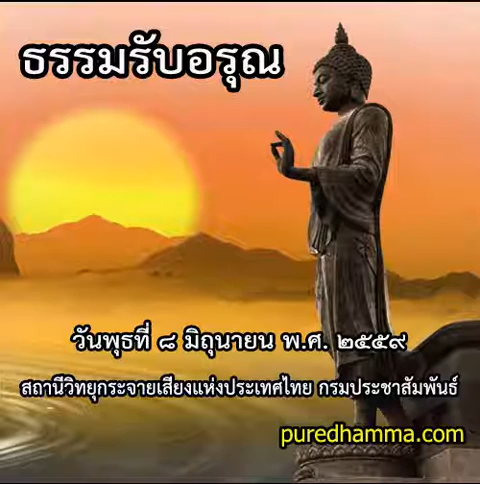 ธรรมรับอรุณ
วันพุธที่ ๘ มิถุนายน พ.ศ. ๒๕๕๙
สถานีวิทยุกระจายเสียงแห่งประเทศไทย กรมประชาสัมพันธ์
puredhamma.com